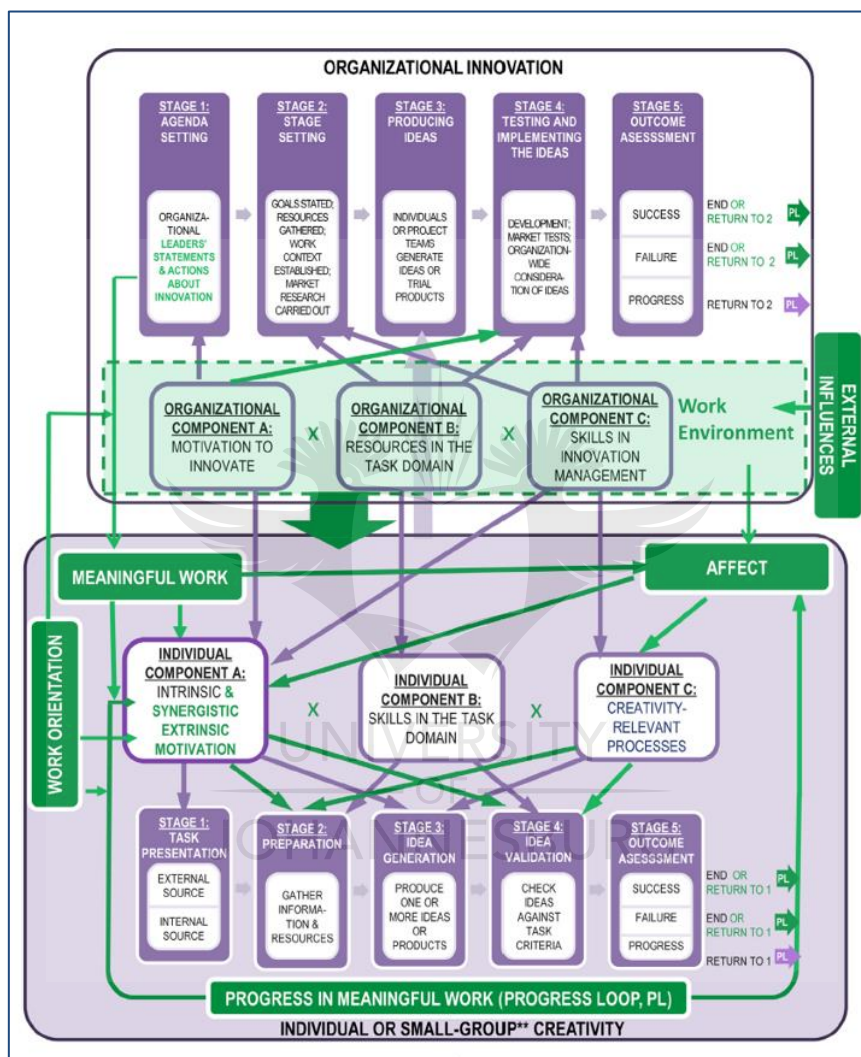 ORGANIZATIONAL INNOVATION
STAGE 1:
AGENDA
SETTING
ORGANIZA-
TIONAL
LEADERS'
STATEMENTS
& ACTIONS
ABOUT
INNOVATION
STAGE 2:
STAGE
SETTING
GOALS STATED;
RESOURCES
GATHERED;
WORK
CONTEXT
ESTABLISHED;
MARKET
RESEARCH
CARRIED OUT
STAGE 3:
PRODUCING
IDEAS
INDIVIDUALS
OR PROJECT
TEAMS
GENERATE
IDEAS OR
TRIAL
PRODUCTS
STAGE 4:
TESTING AND
IMPLEMENTING
THE IDEAS
DEVELOPMENT;
MARKET TESTS;
ORGANIZATION-
WIDE
CONSIDERA-
TION OF IDEAS
STAGE 5:
OUTCOME
ASESSSMENT
SUCCESS
FAILURE
PROGRESS
END OR
RETURN TO 2
PL
END OR
RETURN TO 2
PL
RETURN TO 2
PL
ORGANIZATIONAL
COMPONENT A:
MOTIVATION TO
INNOVATE
X
ORGANIZATIONAL
COMPONENT B:
RESOURCES IN THE
TASK DOMAIN
X
ORGANIZATIONAL
COMPONENT C:
SKILLS IN
INNOVATION
MANAGEMENT
Work
Environment
EXTERNAL
INFLUENCES
MEANINGFUL WORK
AFFECT
WORK ORIENTATION
INDIVIDUAL
COMPONENT A:
INTRINSIC &
SYNERGISTIC
EXTRINSIC
MOTIVATION
X
INDIVIDUAL
COMPONENT B:
SKILLS IN THE TASK
DOMAIN
X
INDIVIDUAL
COMPONENT C:
CREATIVITY-
RELEVANT
PROCESSES
UNIVERSITY
OF
JOHANNESBURG
STAGE 1:
TASK
PRESENTATION
EXTERNAL
SOURCE
INTERNAL
SOURCE
STAGE 2:
PREPARATION
GATHER
INFORMA-
TION &
RESOURCES
STAGE 3:
IDEA
GENERATION
PRODUCE
ONE OR
MORE IDEAS
OR
PRODUCTS
STAGE 4:
IDEA
VALIDATION
CHECK
IDEAS
AGAINST
TASK
CRITERIA
STAGE 5:
OUTCOME
ASESSSMENT
SUCCESS
FAILURE
PROGRESS
END OR
RETURN TO 1
PL
END OR
RETURN TO 1
PL
RETURN TO 1
PL
PROGRESS IN MEANINGFUL WORK (PROGRESS LOOP, PL)
INDIVIDUAL OR SMALL-GROUP** CREATIVITY